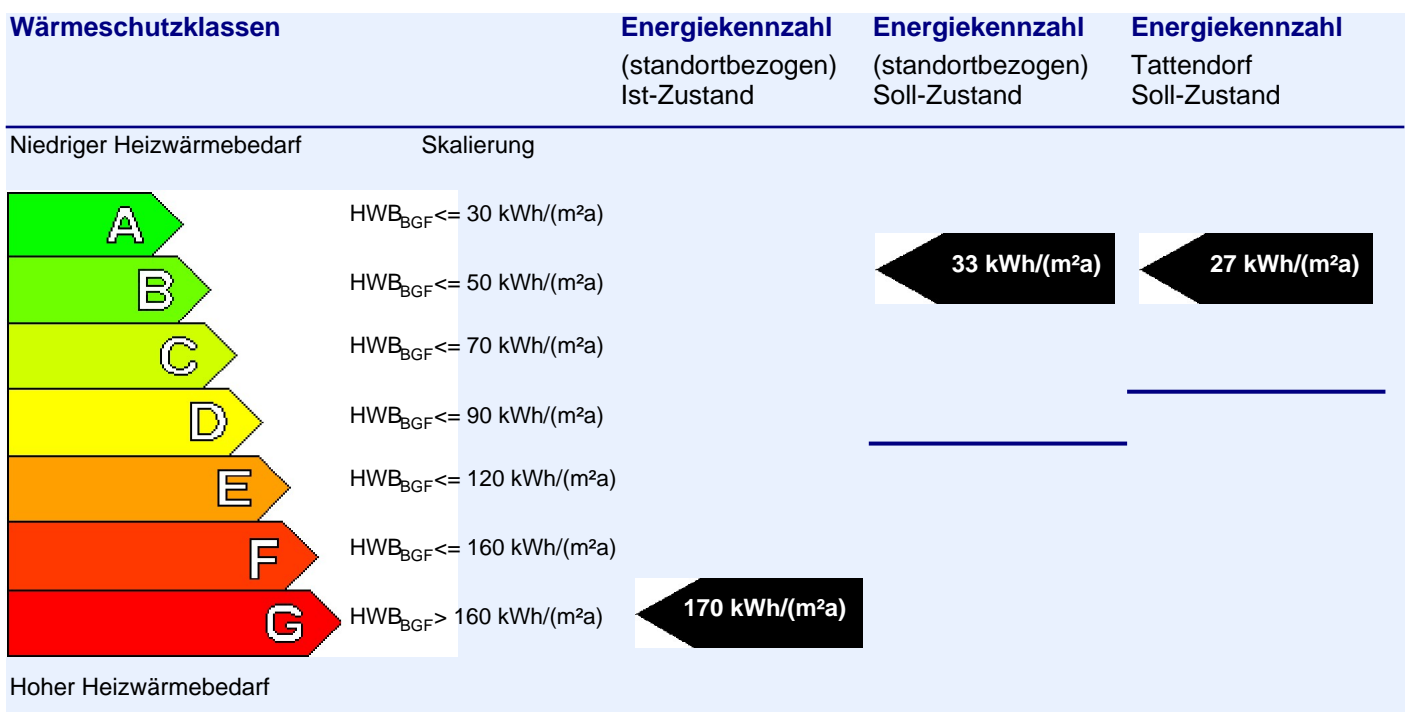 Wärmeschutzklassen Energiekennzahl Energiekennzahl Energiekennzahl
(standortbezogen) (standortbezogen) Tattendorf
Ist-Zustand Soll-Zustand Soll-Zustand
Niedriger Heizwärmebedarf Skalierung
A HWBBGF<= 30 kWh/(m²a)
33 kWh/(m²a) 27 kWh/(m²a)
B HWBBGF<= 50 kWh/(m²a)
C HWBBGF<= 70 kWh/(m²a)
D HWBBGF<= 90 kWh/(m²a)
E HWBBGF<= 120 kWh/(m²a)
F HWBBGF<= 160 kWh/(m²a)
G HWBBGF> 160 kWh/(m²a) 170 kWh/(m²a)
Hoher Heizwärmebedarf